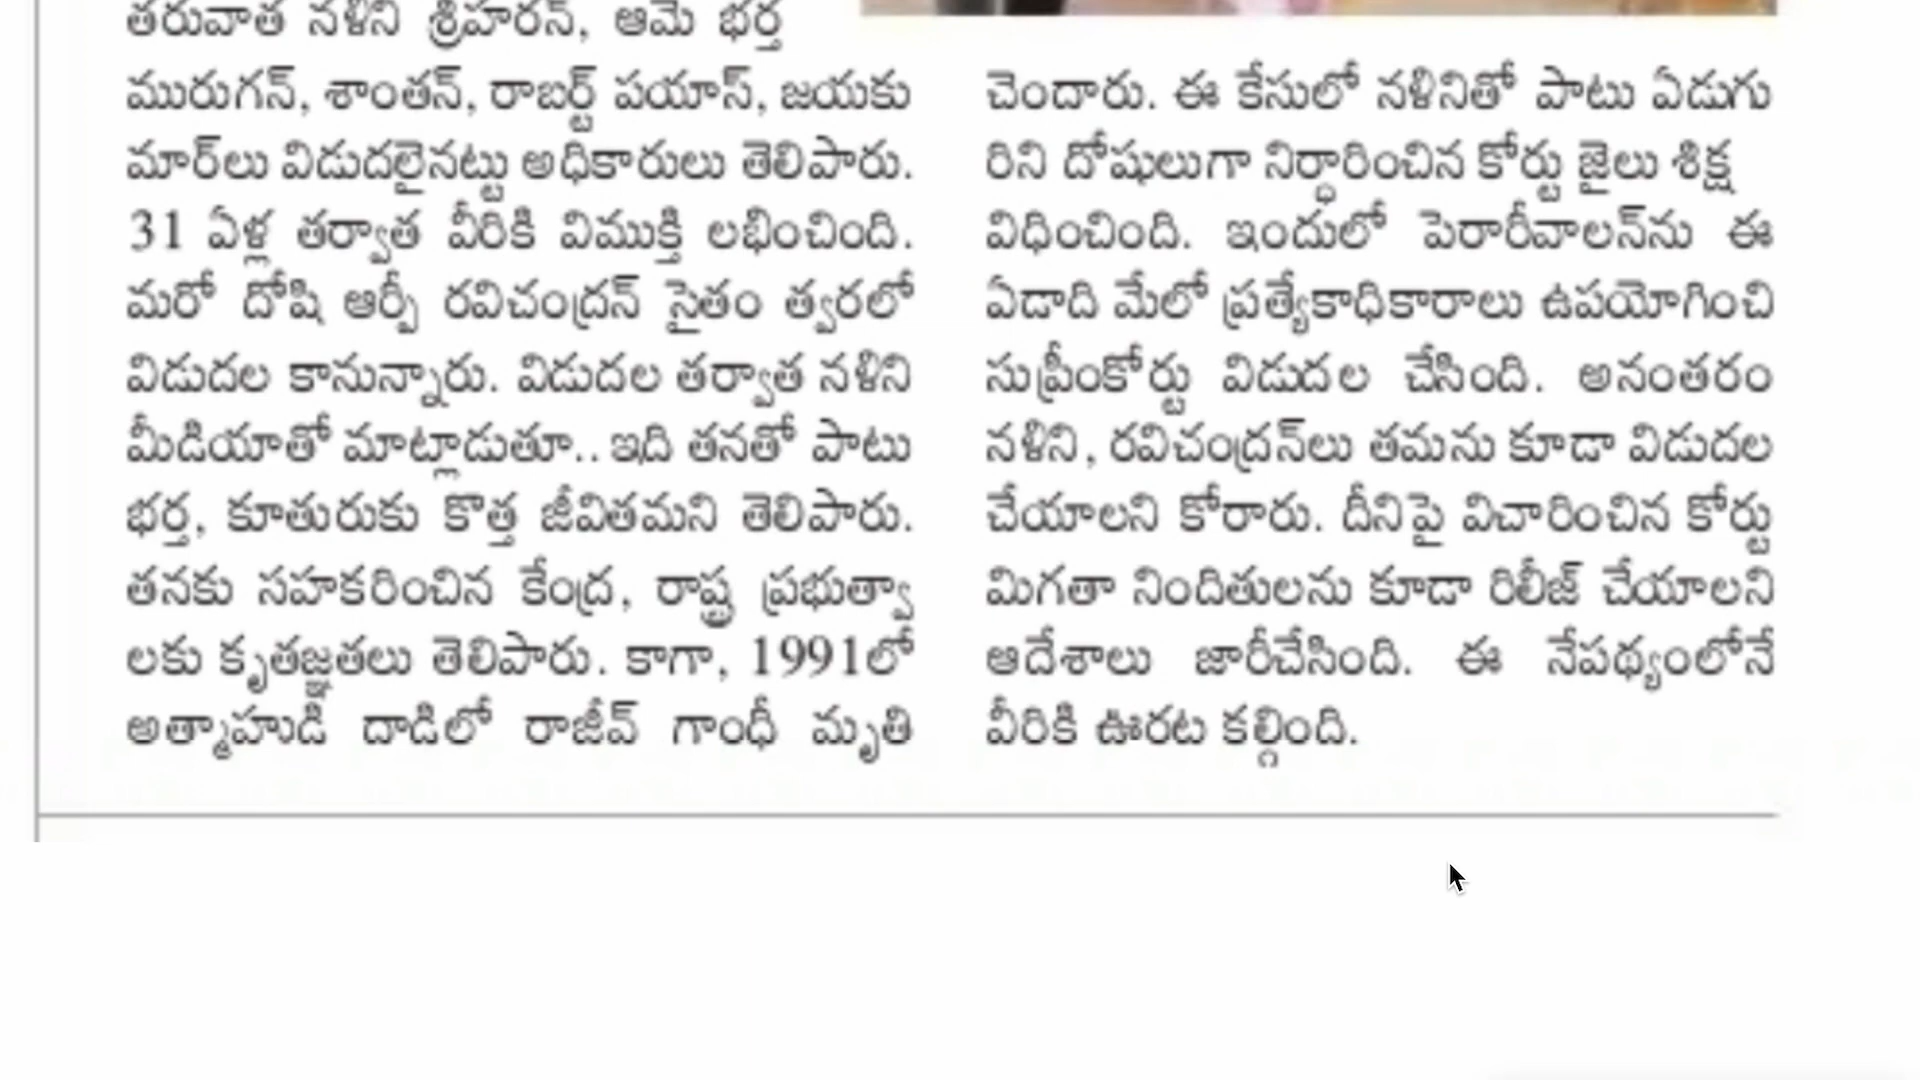 తరువాత నళిని శ్రీహరన్, ఆమె భర్త
మురుగన్, శాంతన్, రాబర్ట్ పయాస్, జయకు
మార్‌లు విడుదలైనట్టు అధికారులు తెలిపారు.
31 ఏళ్ల తర్వాత వీరికి విముక్తి లభించింది.
మరో దోషి ఆర్పీ రవిచంద్రన్ సైతం త్వరలో
విడుదల కానున్నారు. విడుదల తర్వాత నళిని
మీడియాతో మాట్లాడుతూ.. ఇది తనతో పాటు
భర్త, కూతురుకు కొత్త జీవితమని తెలిపారు.
తనకు సహకరించిన కేంద్ర, రాష్ట్ర ప్రభుత్వా
లకు కృతజ్ఞతలు తెలిపారు. కాగా, 1991లో
ఆత్మాహుతి దాడిలో రాజీవ్ గాంధీ మృతి
చెందారు. ఈ కేసులో నళినితో పాటు ఏడుగు
రిని దోషులుగా నిర్ధారించిన కోర్టు జైలు శిక్ష
విధించింది. ఇందులో పెరారీవాలన్‌ను ఈ
ఏడాది మేలో ప్రత్యేకాధికారాలు ఉపయోగించి
సుప్రీంకోర్టు విడుదల చేసింది. అనంతరం
నళిని, రవిచంద్రన్‌లు తమను కూడా విడుదల
చేయాలని కోరారు. దీనిపై విచారించిన కోర్టు
మిగతా నిందితులను కూడా రిలీజ్ చేయాలని
ఆదేశాలు జారీచేసింది. ఈ నేపథ్యంలోనే
వీరికి ఊరట కల్గింది.